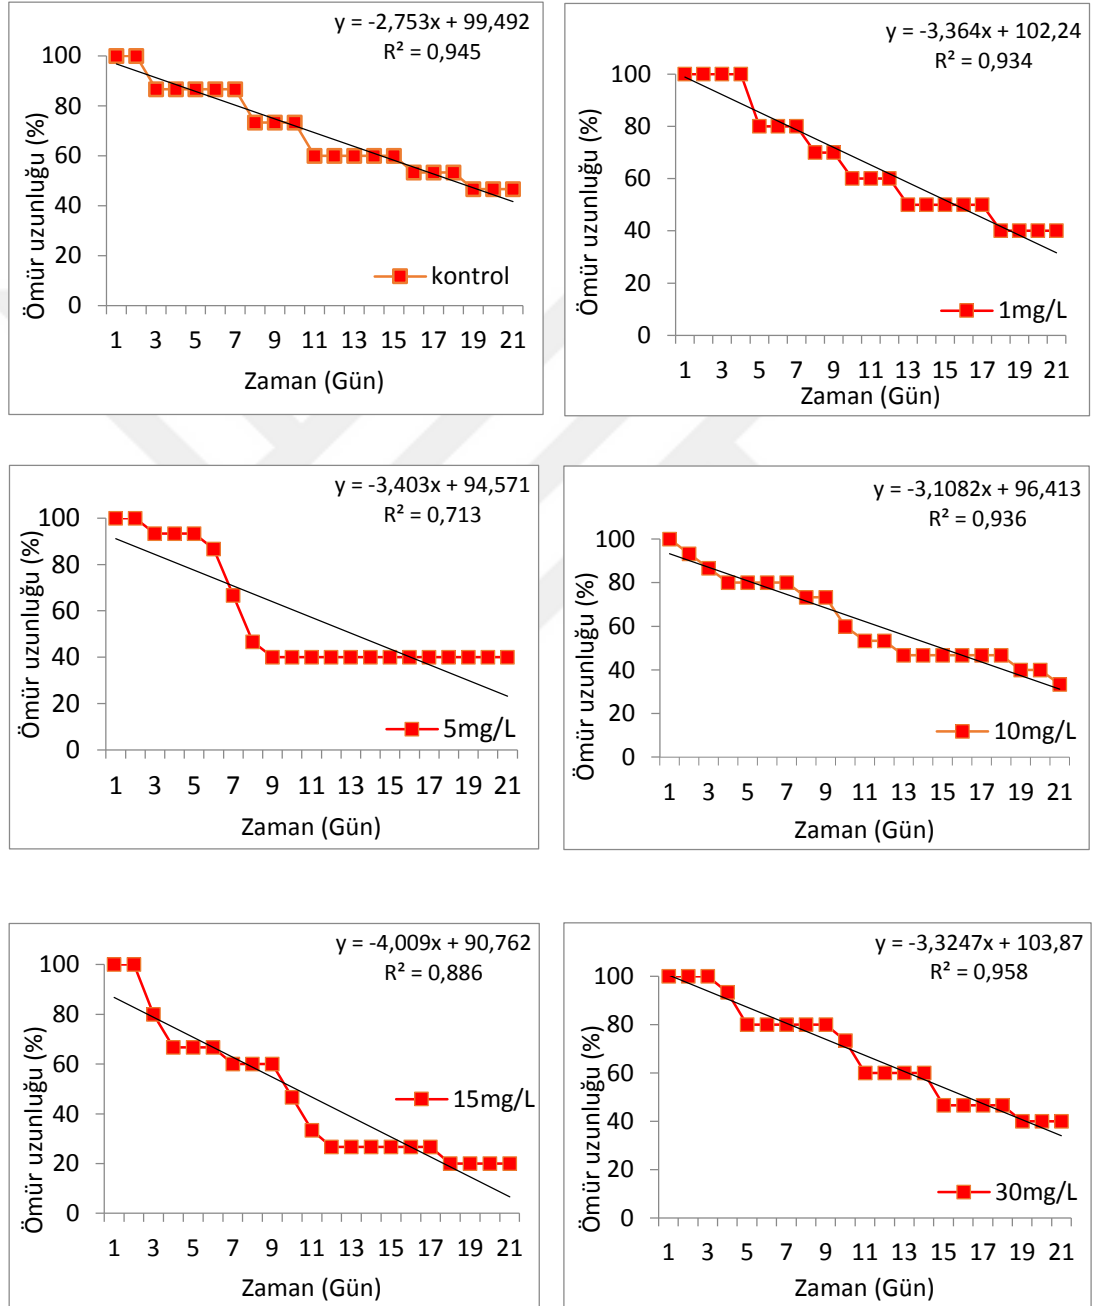 y = -2,753x + 99,492
R² = 0,945
Ömür uzunluğu (%)
100
80
60
40
20
0
kontrol
1 3 5 7 9 11 13 15 17 19 21
Zaman (Gün)
y = -3,364x + 102,24
R² = 0,934
Ömür uzunluğu (%)
100
80
60
40
20
0
1mg/L
1 3 5 7 9 11 13 15 17 19 21
Zaman (Gün)
y = -3,403x + 94,571
R² = 0,713
Ömür uzunluğu (%)
100
80
60
40
20
0
5mg/L
1 3 5 7 9 11 13 15 17 19 21
Zaman (Gün)
y = -3,1082x + 96,413
R² = 0,936
Ömür uzunluğu (%)
100
80
60
40
20
0
10mg/L
1 3 5 7 9 11 13 15 17 19 21
Zaman (Gün)
y = -4,009x + 90,762
R² = 0,886
Ömür uzunluğu (%)
100
80
60
40
20
0
15mg/L
1 3 5 7 9 11 13 15 17 19 21
Zaman (Gün)
y = -3,3247x + 103,87
R² = 0,958
Ömür uzunluğu (%)
100
80
60
40
20
0
30mg/L
1 3 5 7 9 11 13 15 17 19 21
Zaman (Gün)